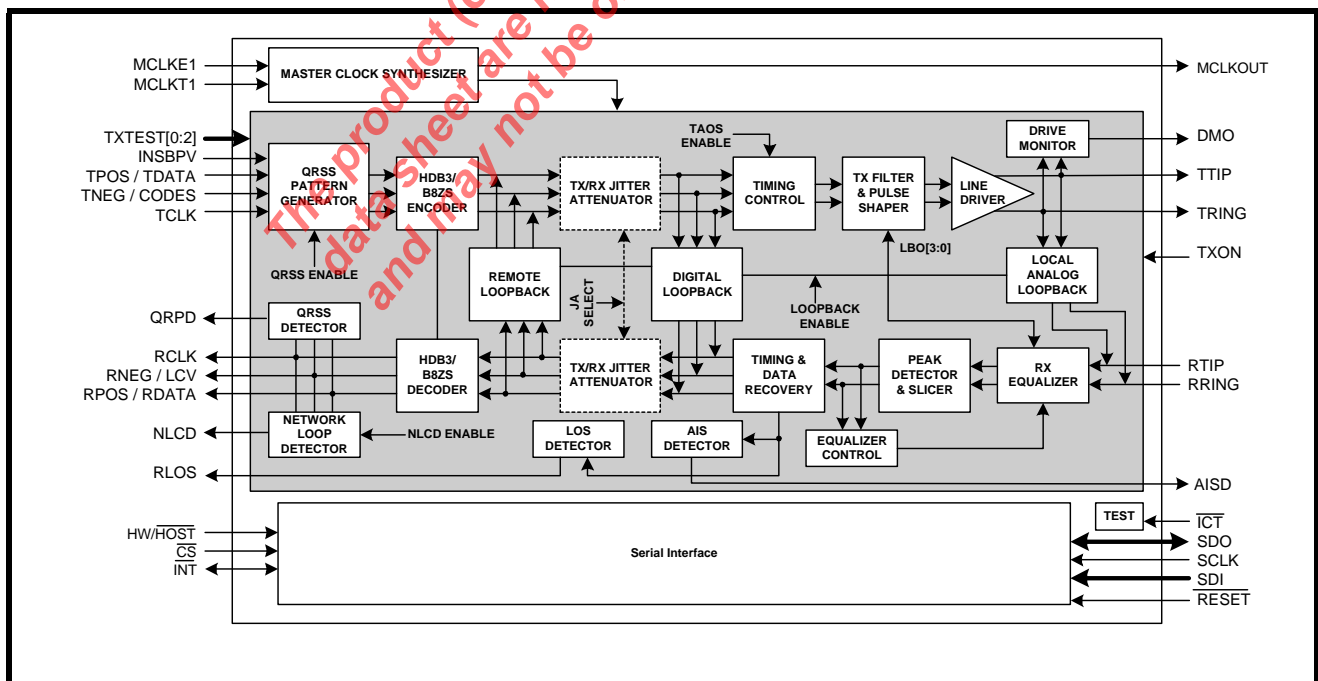 MCLKE1
MCLKT1
MASTER CLOCK SYNTHESIZER
MCLKOUT
TXTEST[0:2]
INSBPV
TPOS / TDATA
TNEG / CODES
TCLK
QRSS
PATTERN
GENERATOR
HDB3/
B8ZS
ENCODER
TX/RX JITTER
ATTENUATOR
TAOS
ENABLE
TIMING
CONTROL
TX FILTER
& PULSE
SHAPER
LINE
DRIVER
DRIVE
MONITOR
DMO
TTIP
TRING
TXON
QRSS ENABLE
REMOTE
LOOPBACK
JA
SELECT
DIGITAL
LOOPBACK
LOOPBACK
ENABLE
LBO[3:0]
LOCAL
ANALOG
LOOPBACK
QRPD
RCLK
RNEG / LCV
RPOS / RDATA
NLCD
RLOS
QRSS
DETECTOR
NETWORK
LOOP
DETECTOR
NLCD ENABLE
HDB3/
B8ZS
DECODER
TX/RX JITTER
ATTENUATOR
TIMING &
DATA
RECOVERY
PEAK
DETECTOR
& SLICER
RX
EQUALIZER
RTIP
RRING
LOS
DETECTOR
AIS
DETECTOR
EQUALIZER
CONTROL
AISD
HW/HOST
CS
INT
Serial Interface
TEST
ICT
SDO
SCLK
SDI
RESET
The product (
data sheet are
and may not be o